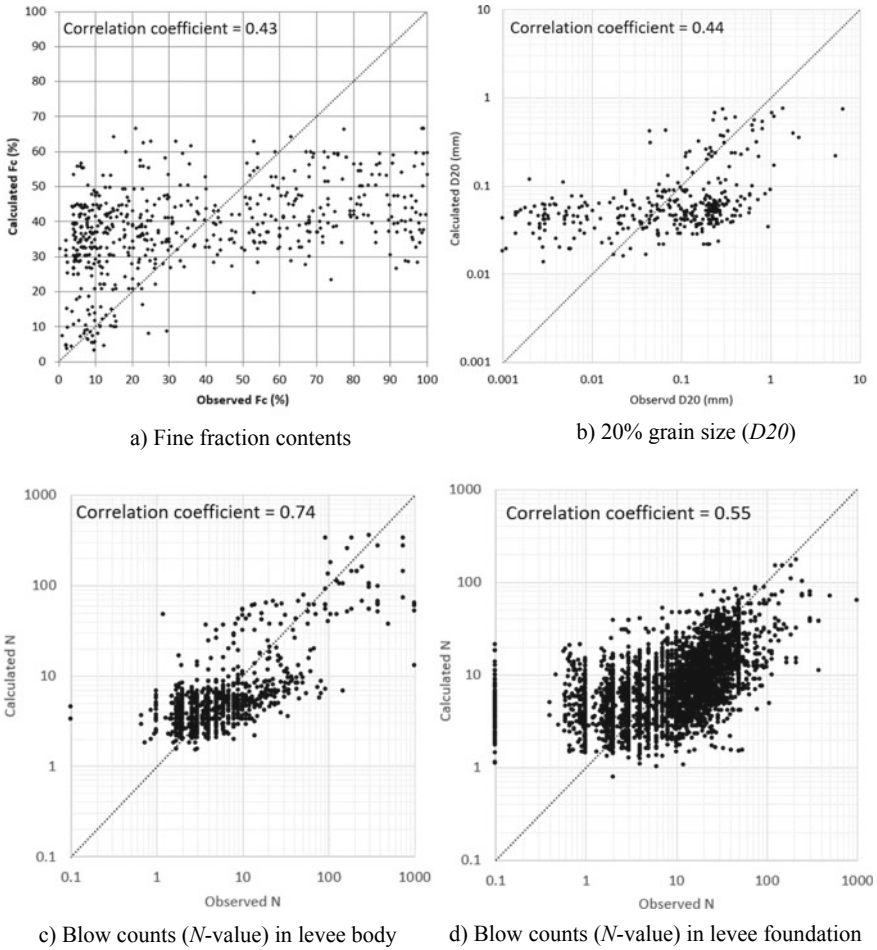 Correlation coefficient = 0.43
100
90
80
70
60
50
40
30
20
10
0
Calculated Fc (%)
0 10 20 30 40 50 60 70 80 90 100
Observed Fc (%)
a) Fine fraction contents
Correlation coefficient = 0.44
10
1
0.1
0.01
0.001
Calculated D20 (mm)
0.001 0.01 0.1 1 10
Observd D20 (mm)
b) 20% grain size (D20)
Correlation coefficient = 0.74
1000
100
10
1
0.1
Calculated N
0.1 1 10 100 1000
Observed N
c) Blow counts (N-value) in levee body
Correlation coefficient = 0.55
1000
100
10
1
0.1
Calculated N
0.1 1 10 100 1000
Observed N
d) Blow counts (N-value) in levee foundation